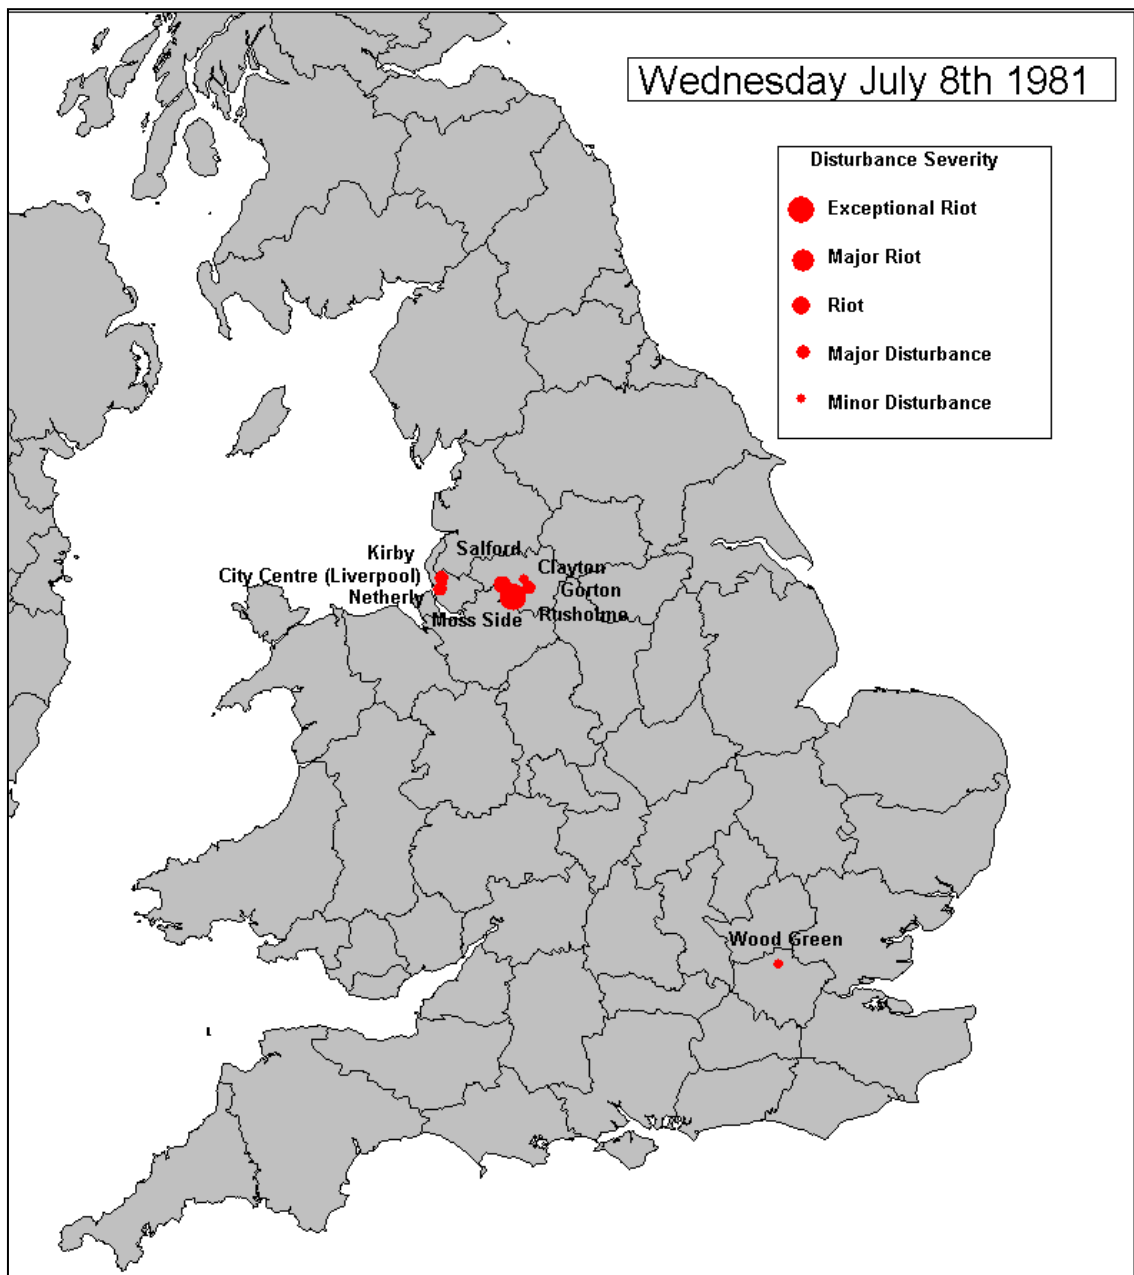 Wednesday July 8th 1981
Disturbance Severity
Exceptional Riot
Major Riot
Riot
Major Disturbance
Minor Disturbance
Kirby
Salford
City Centre (Liverpool)
Clayton
Netherly
Gorton
Moss Side
Rusholme
Wood Green